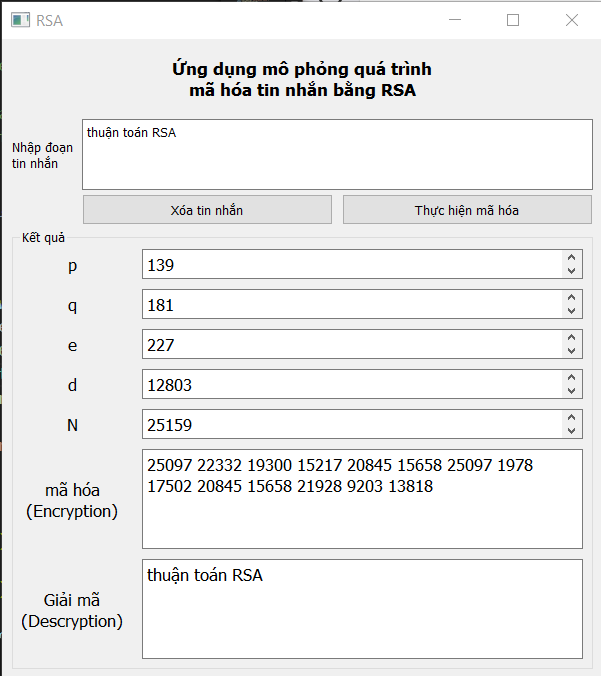 RSA
Ứng dụng mô phỏng quá trình
mã hóa tin nhắn bằng RSA
Nhập đoạn
tin nhắn
thuận toán RSA
Xóa tin nhắn
Thực hiện mã hóa
Kết quả
p
139
q
181
e
227
d
12803
N
25159
mã hóa
(Encryption)
25097 22332 19300 15217 20845 15658 25097 1978
17502 20845 15658 21928 9203 13818
Giải mã
(Descryption)
thuận toán RSA